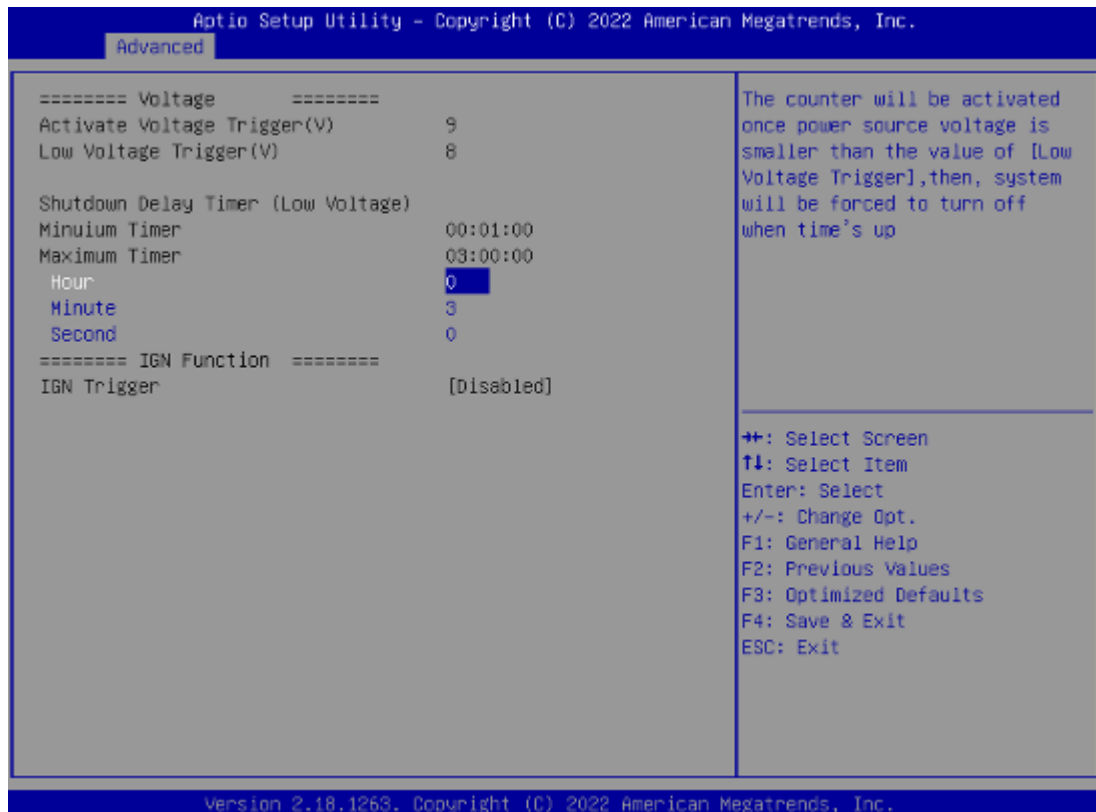 Aptio Setup Utility – Copyright (C) 2022 American Megatrends, Inc.
Advanced
======== Voltage ========
Activate Voltage Trigger(V) 9
Low Voltage Trigger(V) 8
Shutdown Delay Timer (Low Voltage)
Minuium Timer 00:01:00
Maximum Timer 03:00:00
Hour 0
Minute 3
Second 0
======== IGN Function ========
IGN Trigger [Disabled]
The counter will be activated
once power source voltage is
smaller than the value of [Low
Voltage Trigger],then, system
will be forced to turn off
when time's up
→←: Select Screen
↑↓: Select Item
Enter: Select
+/-: Change Opt.
F1: General Help
F2: Previous Values
F3: Optimized Defaults
F4: Save & Exit
ESC: Exit
Version 2.18.1263. Copyright (C) 2022 American Megatrends, Inc.